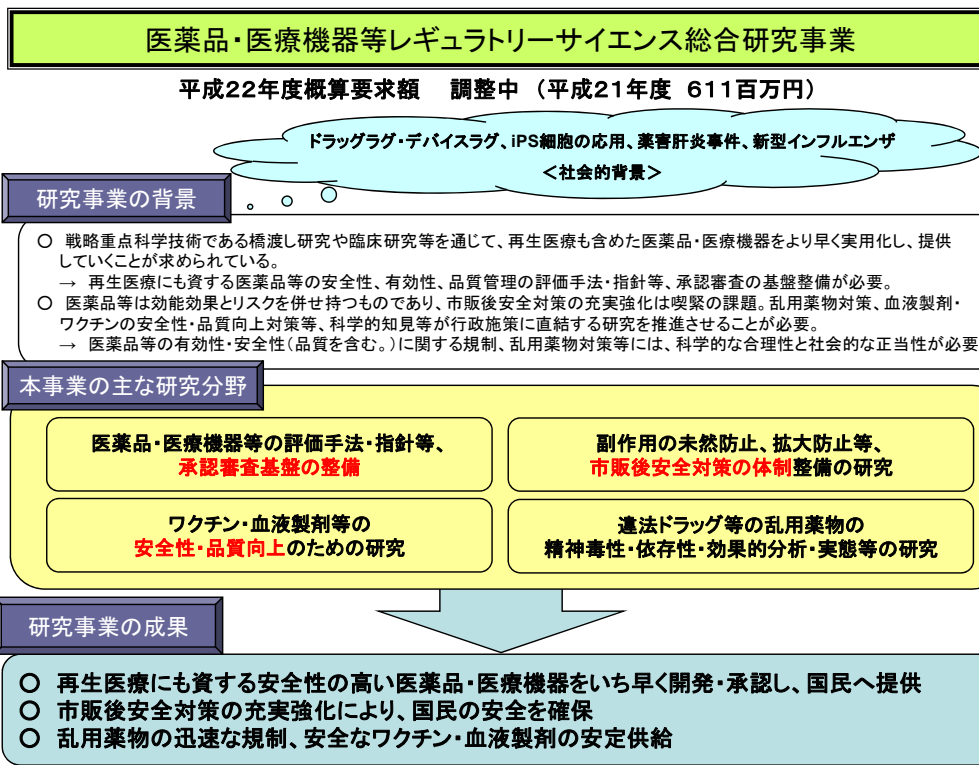 医薬品・医療機器等レギュラトリーサイエンス総合研究事業
平成22年度概算要求額　調整中（平成21年度 611百万円）
ドラッグラグ・デバイスラグ、iPS細胞の応用、薬害肝炎事件、新型インフルエンザ
＜社会的背景＞
研究事業の背景
○ 戦略重点科学技術である橋渡し研究や臨床研究等を通じて、再生医療も含めた医薬品・医療機器をより早く実用化し、提供
していくことが求められている。
→ 再生医療にも資する医薬品等の安全性、有効性、品質管理の評価手法・指針等、承認審査の基盤整備が必要。
○ 医薬品等は効能効果とリスクを併せ持つものであり、市販後安全対策の充実強化は喫緊の課題。乱用薬物対策、血液製剤・
ワクチンの安全性・品質向上対策等、科学的知見等が行政施策に直結する研究を推進させることが必要。
→ 医薬品等の有効性・安全性（品質を含む。）に関する規制、乱用薬物対策等には、科学的な合理性と社会的な正当性が必要
本事業の主な研究分野
医薬品・医療機器等の評価手法・指針等、
承認審査基盤の整備
副作用の未然防止、拡大防止等、
市販後安全対策の体制整備の研究
ワクチン・血液製剤等の
安全性・品質向上のための研究
違法ドラッグ等の乱用薬物の
精神毒性・依存性・効果的分析・実態等の研究
研究事業の成果
○ 再生医療にも資する安全性の高い医薬品・医療機器をいち早く開発・承認し、国民へ提供
○ 市販後安全対策の充実強化により、国民の安全を確保
○ 乱用薬物の迅速な規制、安全なワクチン・血液製剤の安定供給